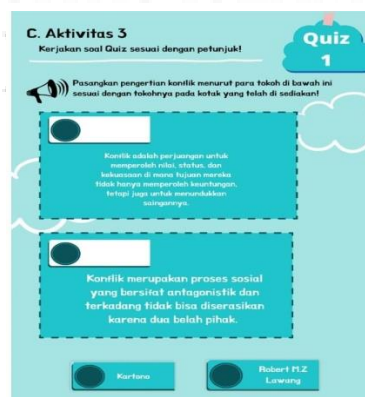 C. Aktivitas 3
Kerjakan soal Quiz sesuai dengan petunjuk!
Quiz
1
Pasangkan pengertian konflik menurut para tokoh di bawah ini
sesuai dengan tokohnya pada kotak yang telah di sediakan!
Konflik adalah perjuangan untuk
memperoleh nilai, status, dan
kekuasaan di mana tujuan mereka
tidak hanya memperoleh keuntungan,
tetapi juga untuk menundukkan
saingannya.
Konflik merupakan proses sosial
yang bersifat antagonistik dan
terkadang tidak bisa diserasikan
karena dua belah pihak.
Kartono
Robert M.Z
Lawang